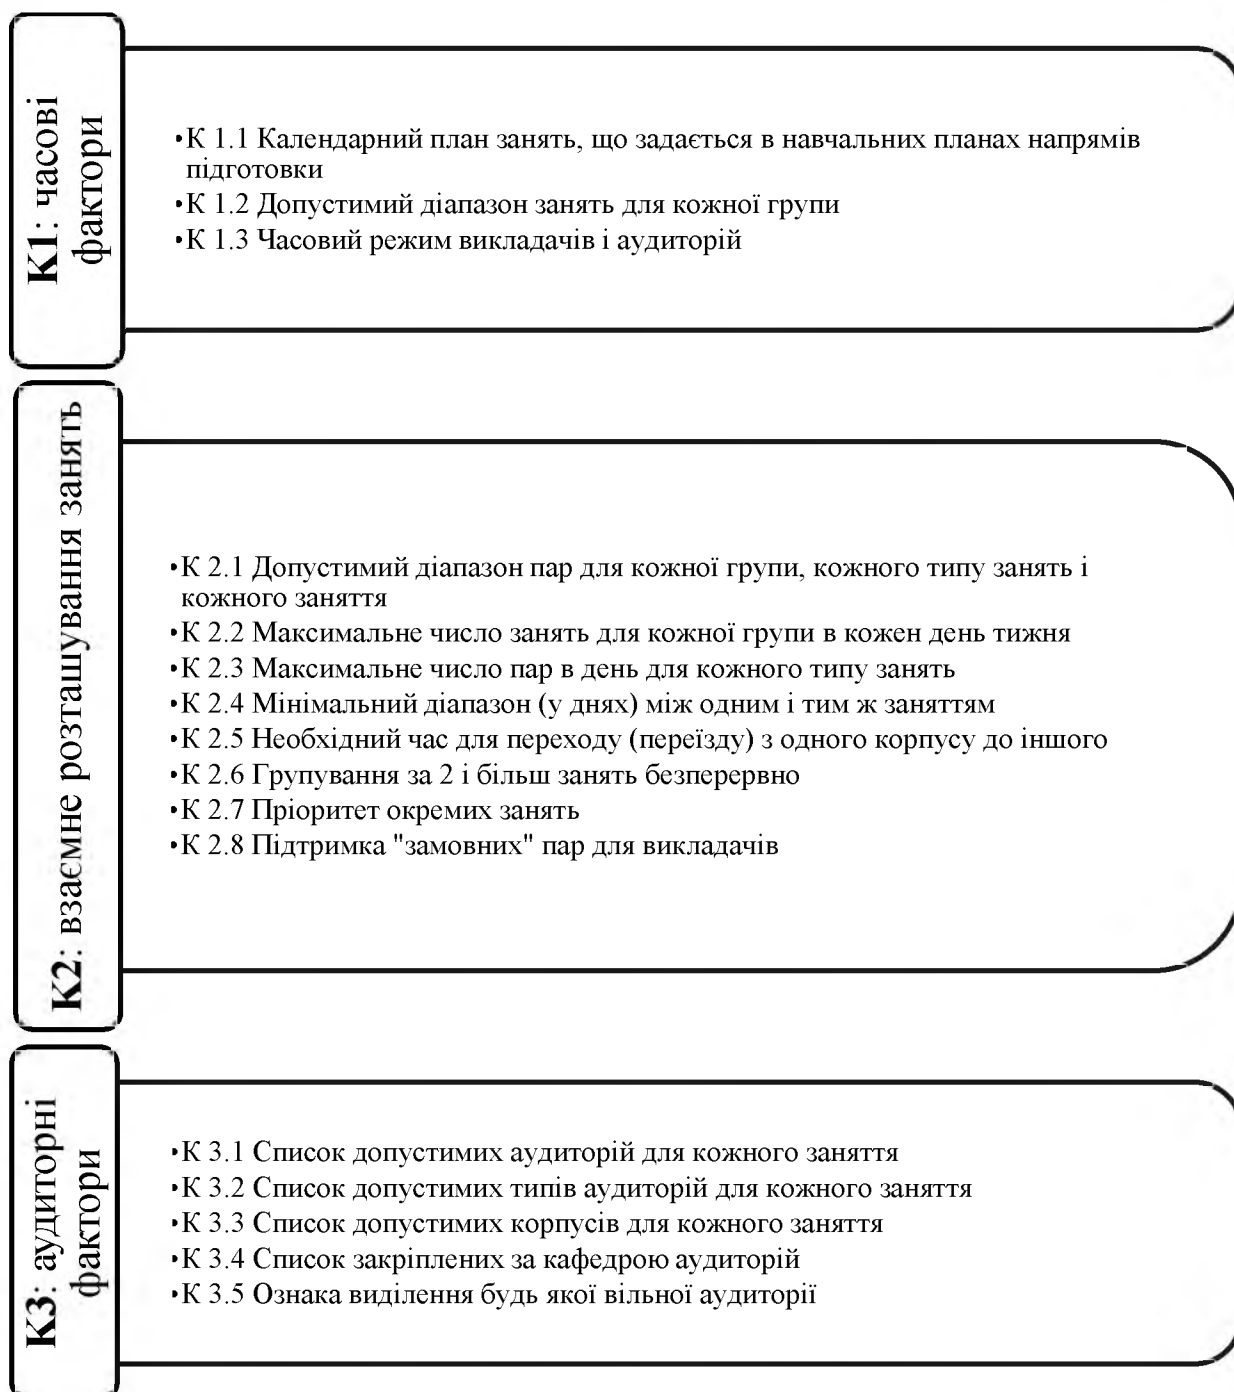 К1: часові
фактори
•К 1.1 Календарний план занять, що задається в навчальних планах напрямів
підготовки
•К 1.2 Допустимий діапазон занять для кожної групи
•К 1.3 Часовий режим викладачів і аудиторій
К2: взаємне розташування занять
•К 2.1 Допустимий діапазон пар для кожної групи, кожного типу занять і
кожного заняття
•К 2.2 Максимальне число занять для кожної групи в кожен день тижня
•К 2.3 Максимальне число пар в день для кожного типу занять
•К 2.4 Мінімальний діапазон (у днях) між одним і тим ж заняттям
•К 2.5 Необхідний час для переходу (переїзду) з одного корпусу до іншого
•К 2.6 Групування за 2 і більш занять безперервно
•К 2.7 Пріоритет окремих занять
•К 2.8 Підтримка "замовних" пар для викладачів
К3: аудиторні
фактори
•К 3.1 Список допустимих аудиторій для кожного заняття
•К 3.2 Список допустимих типів аудиторій для кожного заняття
•К 3.3 Список допустимих корпусів для кожного заняття
•К 3.4 Список закріплених за кафедрою аудиторій
•К 3.5 Ознака виділення будь якої вільної аудиторії